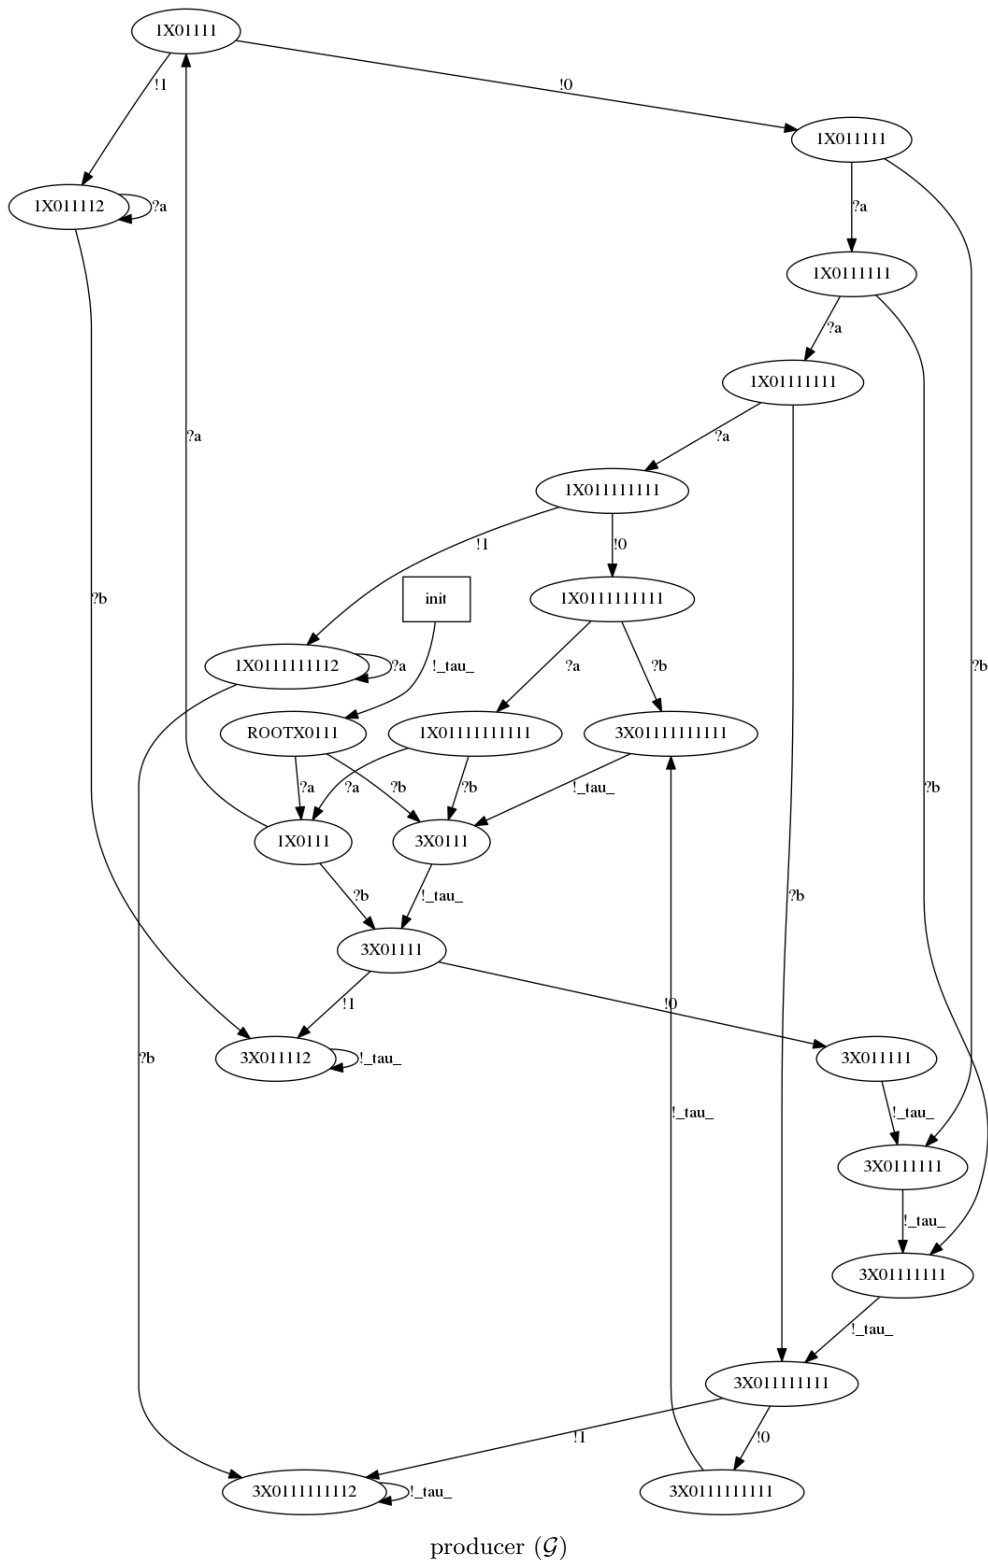 1X01111
!1
!0
1X011111
1X011112
?a
?a
1X0111111
?a
1X01111111
?a
?a
1X011111111
!1
!0
init
1X0111111111
?b
1X0111111112
?a
!_tau_
?a
?b
?b
ROOTX0111
1X01111111111
3X01111111111
?a
?a
?b
?b
!_tau_
?b
1X0111
3X0111
?b
!_tau_
?b
3X01111
!1
!0
?b
3X011112
!_tau_
3X011111
!_tau_
!_tau_
3X0111111
!_tau_
3X01111111
!_tau_
3X011111111
!1
!0
3X0111111112
!_tau_
3X0111111111
producer (𝒢)